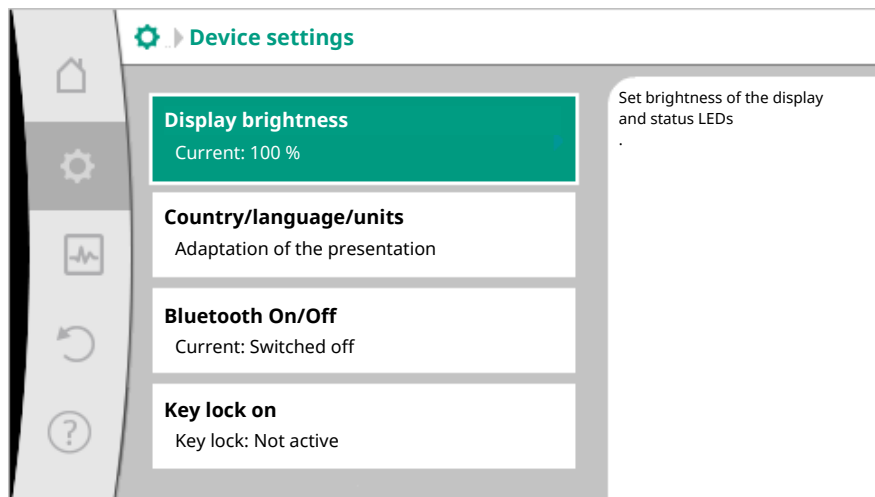 Device settings
Display brightness
Current: 100 %
Country/language/units
Adaptation of the presentation
Bluetooth On/Off
Current: Switched off
Key lock on
Key lock: Not active
Set brightness of the display
and status LEDs
.
?